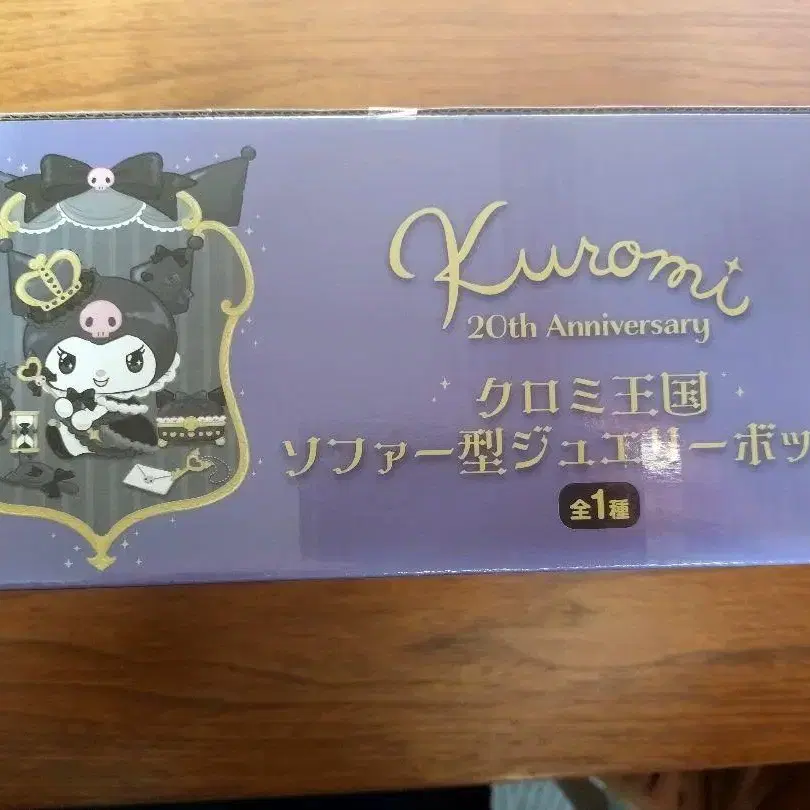 Kuromi
20th Anniversary
クロミ王国
ソファー型ジュエリーボッ
全1種